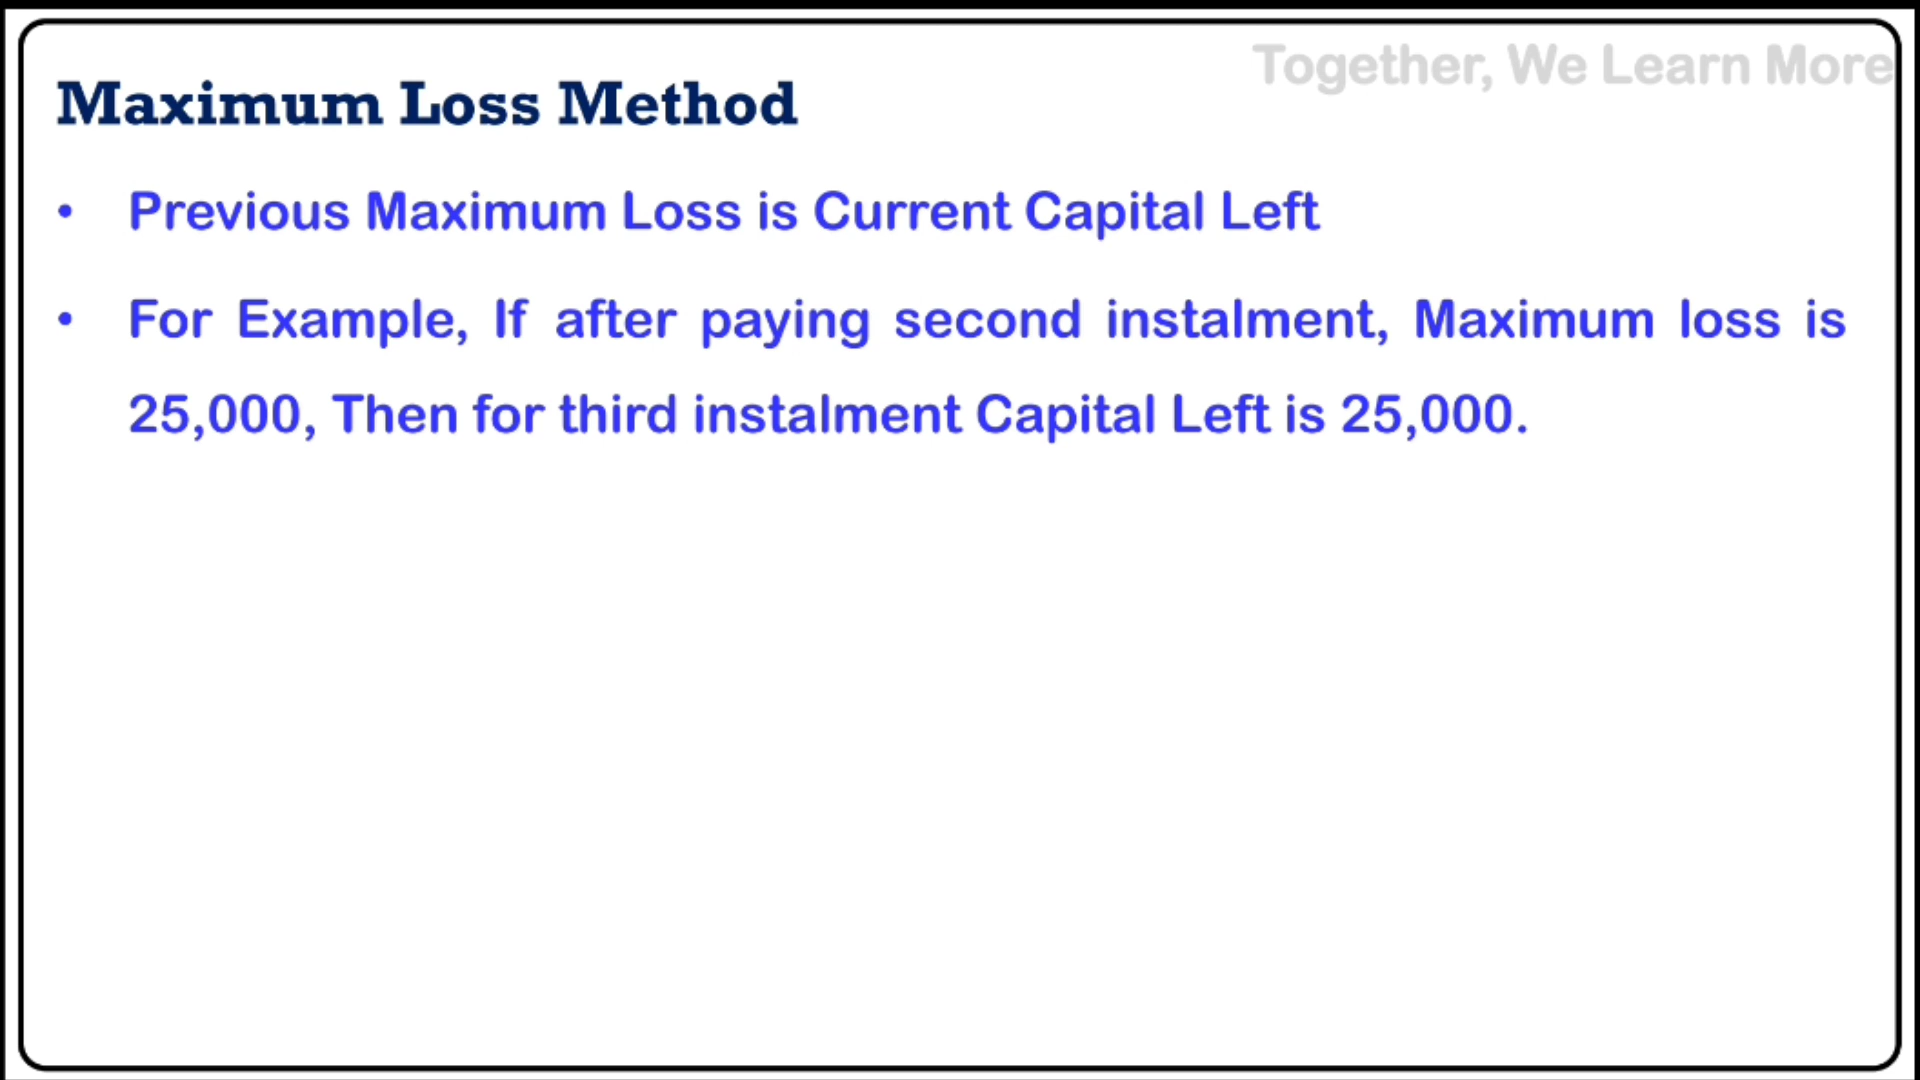 Together, We Learn More
Maximum Loss Method
• Previous Maximum Loss is Current Capital Left
• For Example, If after paying second instalment, Maximum loss is
25,000, Then for third instalment Capital Left is 25,000.